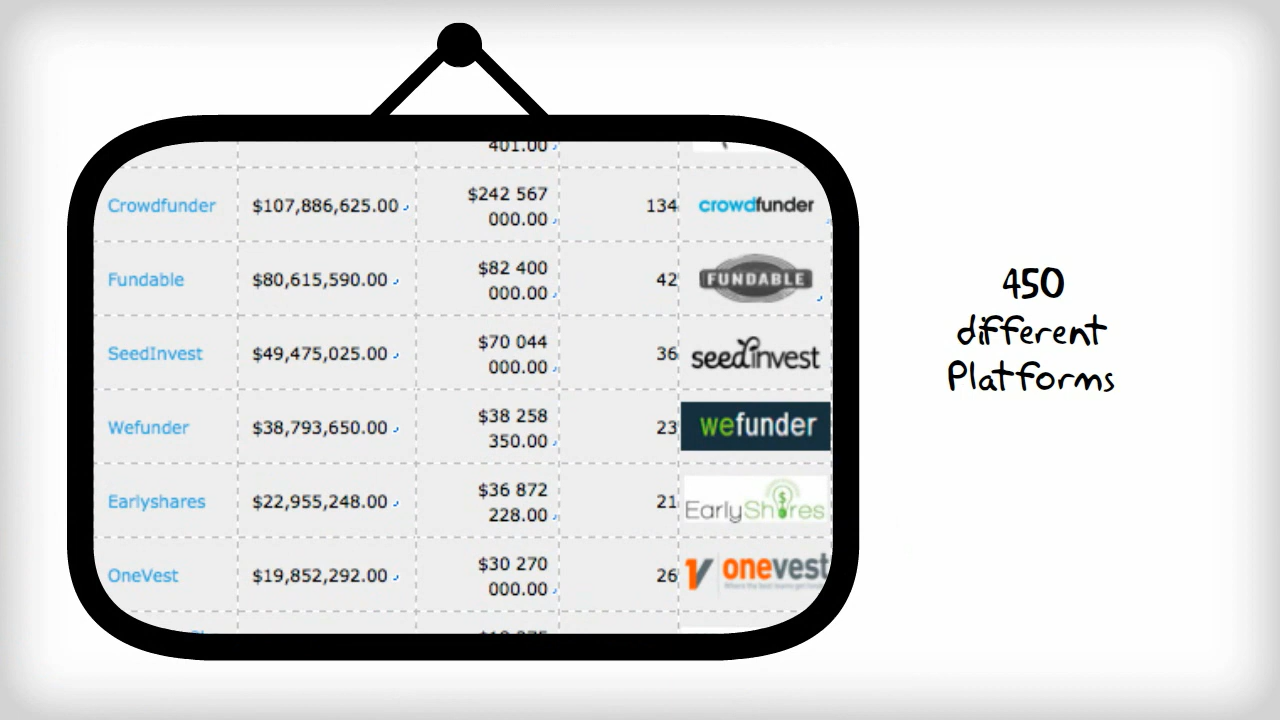 401.00
Crowdfunder $107,886,625.00 $242 567 000.00 134 crowdfunder
Fundable $80,615,590.00 $82 400 000.00 42 FUNDABLE
SeedInvest $49,475,025.00 $70 044 000.00 36 seedinvest
Wefunder $38,793,650.00 $38 258 350.00 23 wefunder
Earlyshares $22,955,248.00 $36 872 228.00 21 EarlyShares
OneVest $19,852,292.00 $30 270 000.00 26 onevest
450
different
Platforms